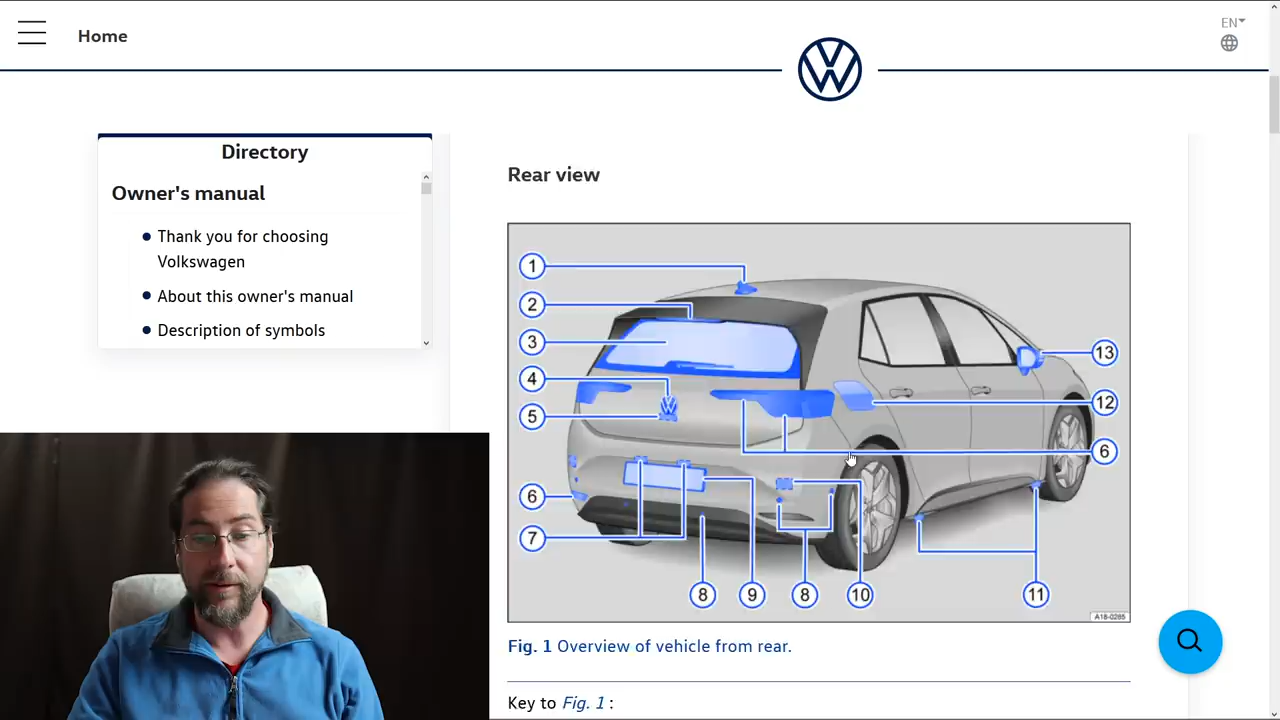 Home
EN
Directory
Owner's manual
Thank you for choosing
Volkswagen
About this owner's manual
Description of symbols
Rear view
1
2
3
4
5
6
7
8
9
8
10
11
6
12
13
A18-0265
Fig. 1 Overview of vehicle from rear.
Key to Fig. 1 :